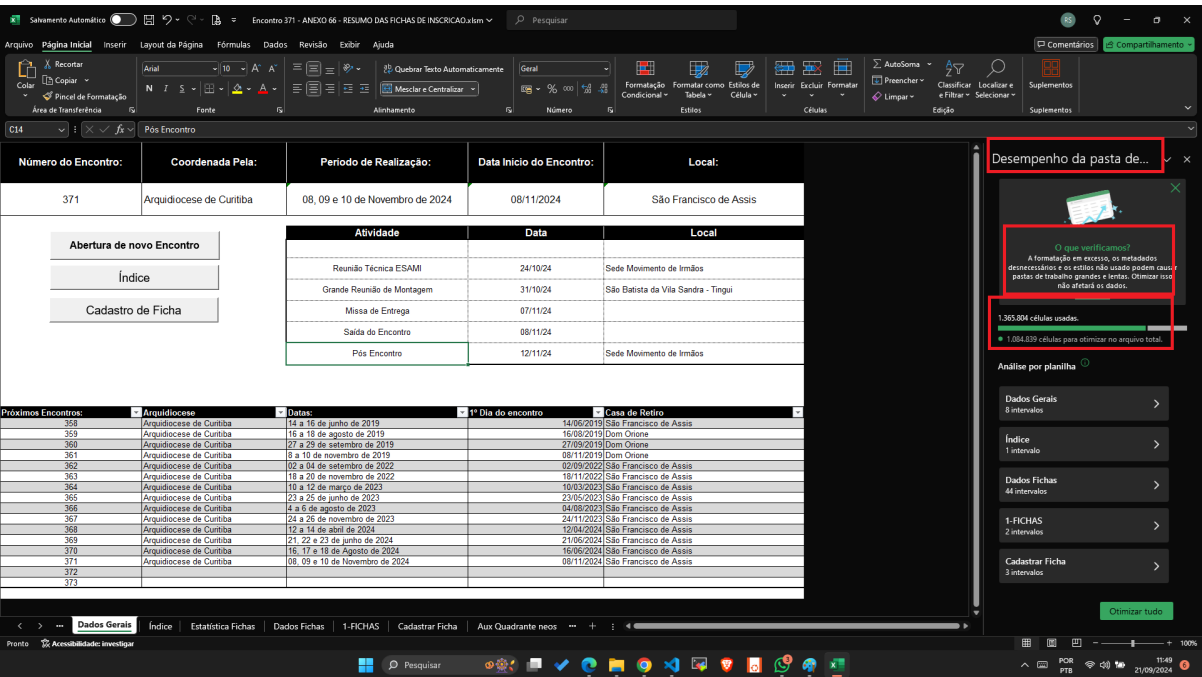 Salvamento Automático
Encontro 371 - ANEXO 66 - RESUMO DAS FICHAS DE INSCRICAO.xlsm
Pesquisar
RS
Arquivo Página Inicial Inserir Layout da Página Fórmulas Dados Revisão Exibir Ajuda
Comentários Compartilhamento
Colar
Recortar
Copiar
Pincel de Formatação
Área de Transferência
Arial 10
N I S
Fonte
Quebrar Texto Automaticamente
Mesclar e Centralizar
Alinhamento
Geral
% 000
Número
Formatação Condicional
Formatar como Tabela
Estilos de Célula
Estilos
Inserir Excluir Formatar
Células
AutoSoma
Preencher
Limpar
Classificar e Filtrar
Localizar e Selecionar
Edição
Suplementos
Suplementos
C14 fx Pós Encontro
Número do Encontro: Coordenada Pela: Periodo de Realização: Data Inicio do Encontro: Local:
371 Arquidiocese de Curitiba 08, 09 e 10 de Novembro de 2024 08/11/2024 São Francisco de Assis
Abertura de novo Encontro
Índice
Cadastro de Ficha
Atividade Data Local
Reunião Técnica ESAMI 24/10/24 Sede Movimento de Irmãos
Grande Reunião de Montagem 31/10/24 São Batista da Vila Sandra - Tingui
Missa de Entrega 07/11/24
Saída do Encontro 08/11/24
Pós Encontro 12/11/24 Sede Movimento de Irmãos
Próximos Encontros: Arquidiocese Datas: 1º Dia do encontro Casa de Retiro
358 Arquidiocese de Curitiba 14 a 16 de junho de 2019 14/06/2019 São Francisco de Assis
359 Arquidiocese de Curitiba 16 a 18 de agosto de 2019 16/08/2019 Dom Orione
360 Arquidiocese de Curitiba 27 a 29 de setembro de 2019 27/09/2019 Dom Orione
361 Arquidiocese de Curitiba 8 a 10 de novembro de 2019 08/11/2019 Dom Orione
362 Arquidiocese de Curitiba 02 a 04 de setembro de 2022 02/09/2022 São Francisco de Assis
363 Arquidiocese de Curitiba 18 a 20 de novembro de 2022 18/11/2022 São Francisco de Assis
364 Arquidiocese de Curitiba 10 a 12 de março de 2023 10/03/2023 São Francisco de Assis
365 Arquidiocese de Curitiba 23 a 25 de junho de 2023 23/05/2023 São Francisco de Assis
366 Arquidiocese de Curitiba 4 a 6 de agosto de 2023 04/08/2023 São Francisco de Assis
367 Arquidiocese de Curitiba 24 a 26 de novembro de 2023 24/11/2023 São Francisco de Assis
368 Arquidiocese de Curitiba 12 a 14 de abril de 2024 12/04/2024 São Francisco de Assis
369 Arquidiocese de Curitiba 21, 22 e 23 de junho de 2024 21/06/2024 São Francisco de Assis
370 Arquidiocese de Curitiba 16, 17 e 18 de Agosto de 2024 16/06/2024 São Francisco de Assis
371 Arquidiocese de Curitiba 08, 09 e 10 de Novembro de 2024 08/11/2024 São Francisco de Assis
372
373
Desempenho da pasta de...
O que verificamos?
A formatação em excesso, os metadados
desnecessários e os estilos não usado podem causar
pastas de trabalho grandes e lentas. Otimizar isso
não afetará os dados.
1.365.804 células usadas.
1.084.839 células para otimizar no arquivo total.
Análise por planilha
Dados Gerais
8 intervalos
Índice
1 intervalo
Dados Fichas
44 intervalos
1-FICHAS
2 intervalos
Cadastrar Ficha
3 intervalos
Otimizar tudo
Dados Gerais Índice Estatística Fichas Dados Fichas 1-FICHAS Cadastrar Ficha Aux Quadrante neos
Pronto Acessibilidade: investigar 100%
Pesquisar
POR
PTB
11:49
21/09/2024
6